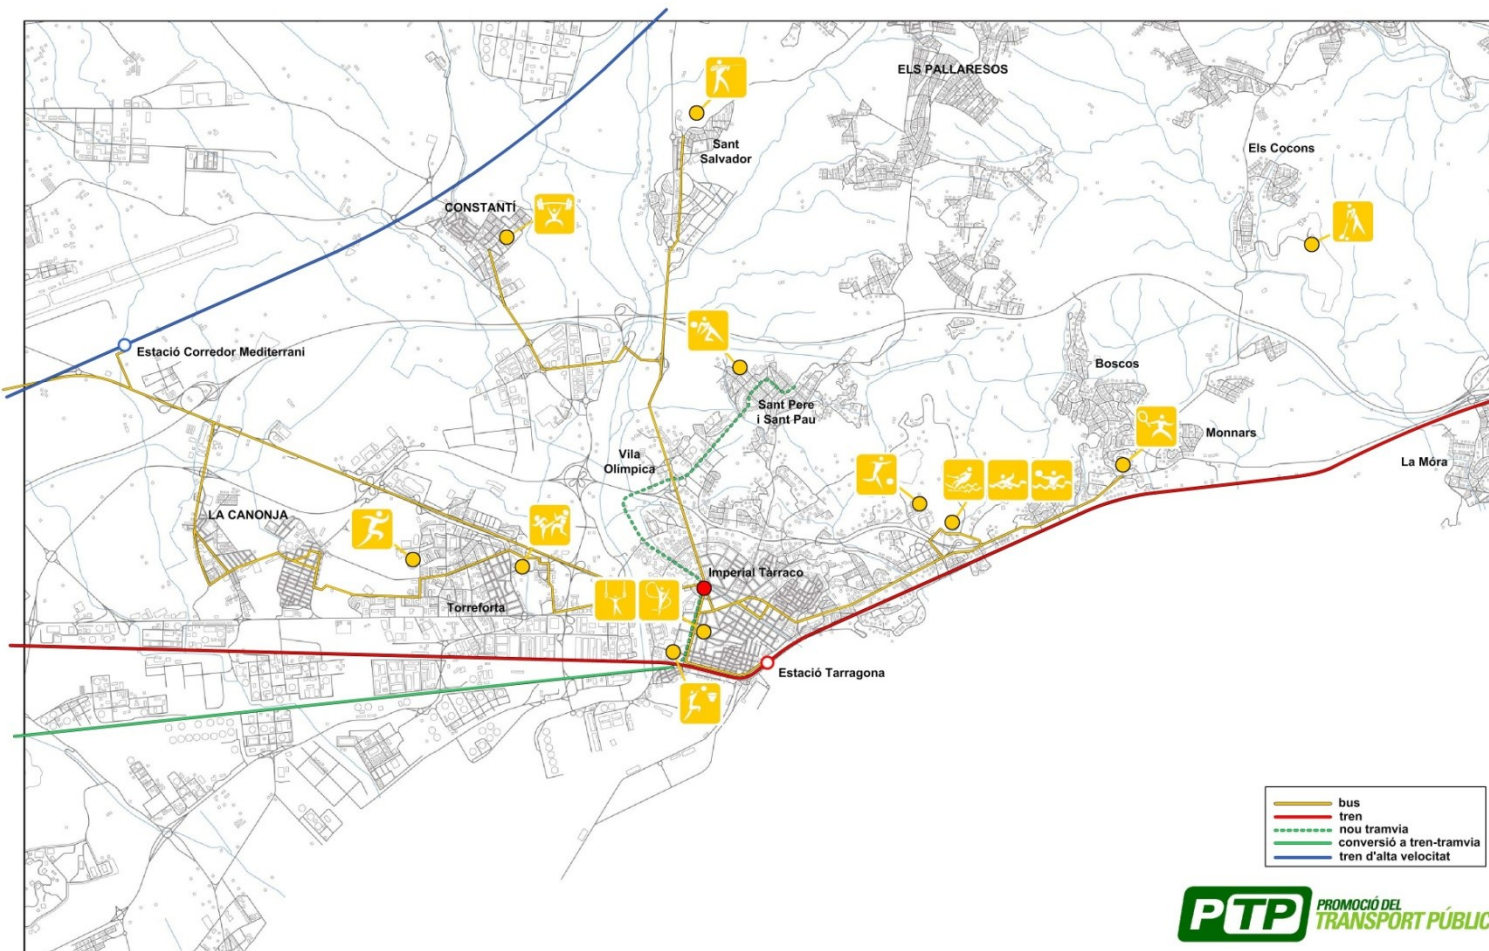 ELS PALLARESOS
Sant
Salvador
Els Cocons
CONSTANTÍ
Estació Corredor Mediterrani
Boscos
Sant Pere
i Sant Pau
Monnars
Vila
Olímpica
La Móra
LA CANONJA
Imperial Tàrraco
Torreforta
Estació Tarragona
bus
tren
nou tramvia
conversió a tren-tramvia
tren d'alta velocitat
PTP
PROMOCIÓ DEL
TRANSPORT PÚBLIC